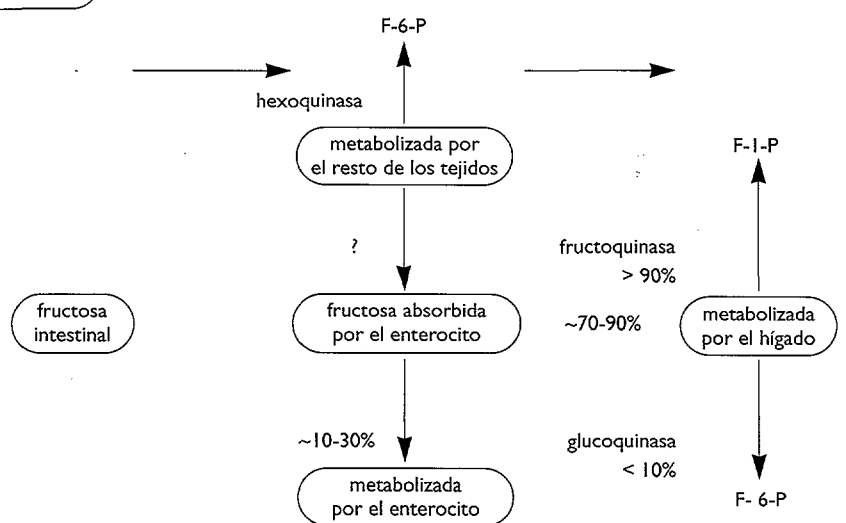 F-6-P
hexoquinasa
metabolizada por
el resto de los tejidos
F-1-P
?
fructoquinasa
> 90%
fructosa
intestinal
fructosa absorbida
por el enterocito
~70-90%
metabolizada
por el hígado
~10-30%
glucoquinasa
< 10%
metabolizada
por el enterocito
F- 6-P